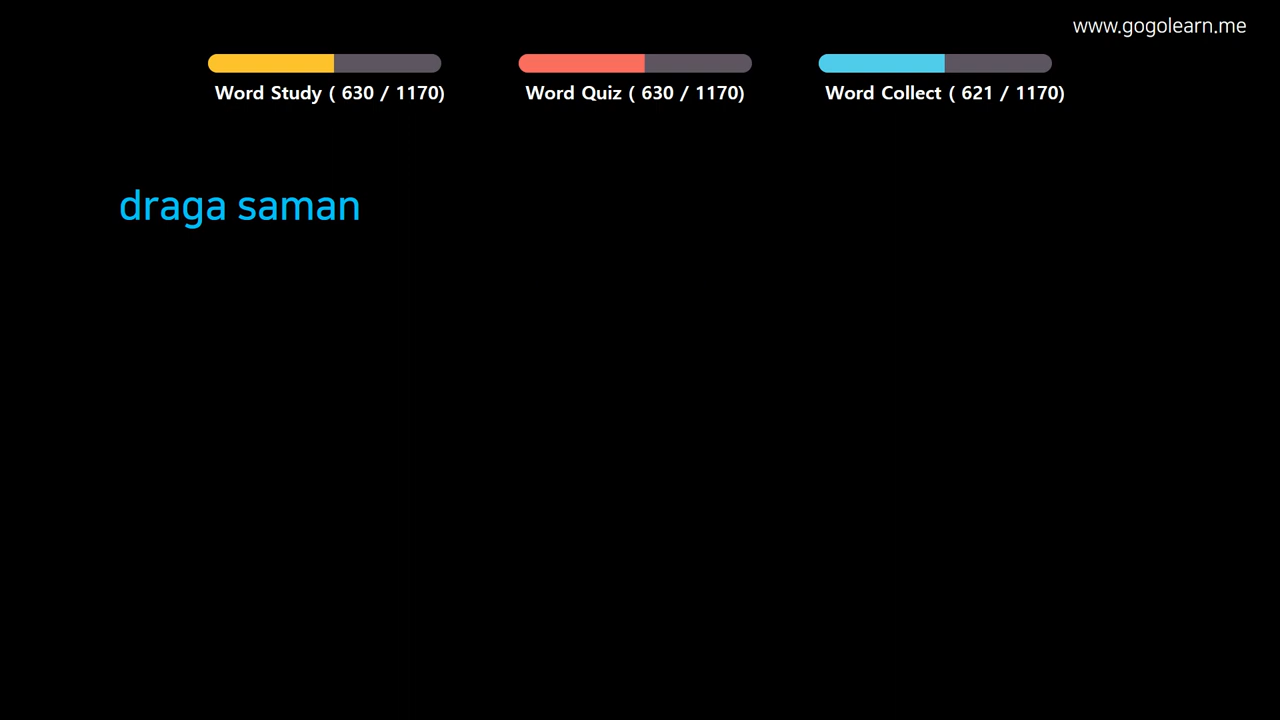 www.gogolearn.me
Word Study ( 630 / 1170)
Word Quiz ( 630 / 1170)
Word Collect ( 621 / 1170)
draga saman